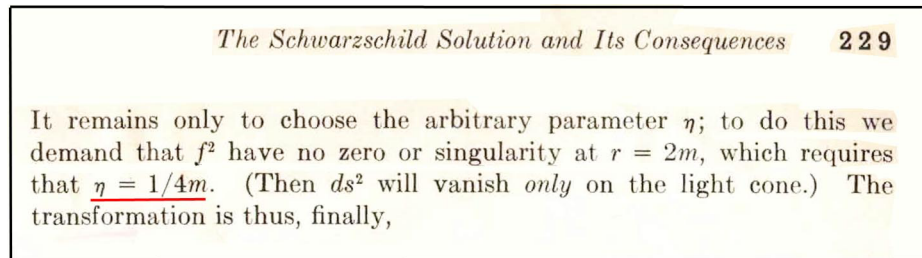 The Schwarzschild Solution and Its Consequences 229
It remains only to choose the arbitrary parameter η; to do this we
demand that f² have no zero or singularity at r = 2m, which requires
that η = 1/4m. (Then ds² will vanish only on the light cone.) The
transformation is thus, finally,